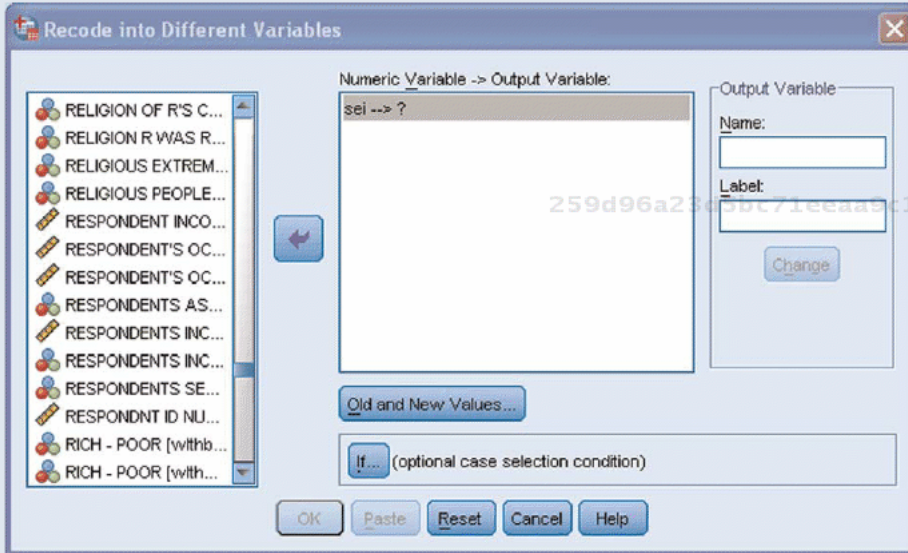 Recode into Different Variables
RELIGION OF R'S C...
RELIGION R WAS R...
RELIGIOUS EXTREM...
RELIGIOUS PEOPLE...
RESPONDENT INCO...
RESPONDENT'S OC...
RESPONDENT'S OC...
RESPONDENTS AS...
RESPONDENTS INC...
RESPONDENTS INC...
RESPONDENTS SE...
RESPONDNT ID NU...
RICH - POOR [wlthb...
RICH - POOR [wlth...
Numeric Variable -> Output Variable:
sei --> ?
Output Variable
Name:
Label:
259d96a23d5bc71eeaa9c1
Change
Old and New Values...
If... (optional case selection condition)
OK Paste Reset Cancel Help